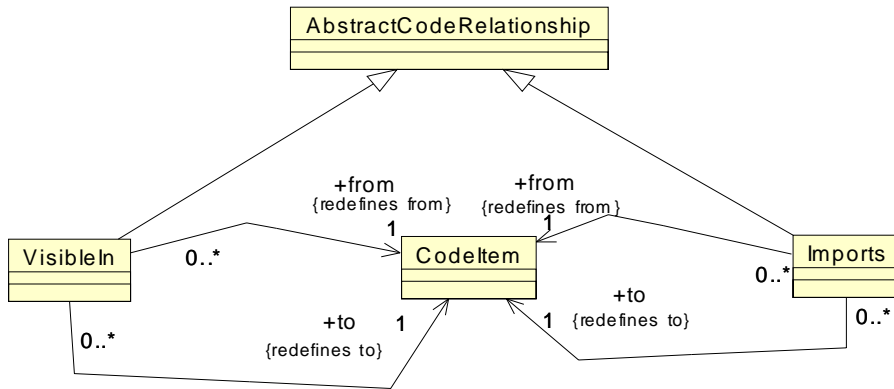 AbstractCodeRelationship
+from
{redefines from}
1
+from
{redefines from}
1
VisibleIn
0..*
CodeItem
Imports
0..*
0..*
+to
{redefines to}
1
1
+to
{redefines to}
0..*